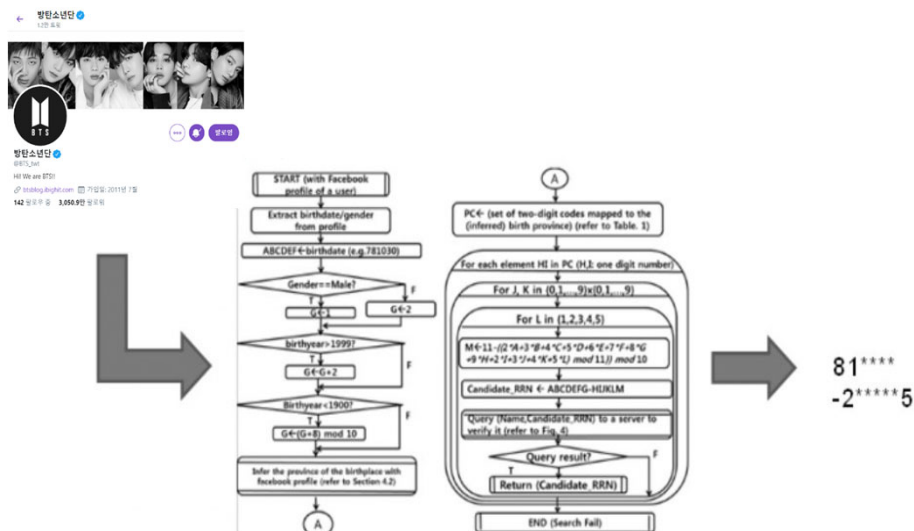 방탄소년단
방탄소년단
@BTS_twt
Hi! We are BTS!!
btsblog.ibighit.com 가입일: 2011년 7월
142 팔로우 중 3,050.9만 팔로워
BTS
팔로잉
START (with Facebook
profile of a user)
Extract birthdate/gender
from profile
ABCDEF←birthdate (e.g.781030)
Gender==Male?
T
F
G←1
G←2
birthyear>1999?
T
F
G←G+2
Birthyear<1900?
T
F
G←(G+8) mod 10
Infer the province of the birthplace with
facebook profile (refer to Section 4.2)
A
A
PC← (set of two-digit codes mapped to the
(inferred) birth province) (refer to Table. 1)
For each element HI in PC (H,I: one digit number)
For J, K in (0,1,...,9)x(0,1,...,9)
For L in (1,2,3,4,5)
M←11-((2*A+3*B+4*C+5*D+6*E+7*F+8*G
+9*H+2*I+3*J+4*K+5*L) mod 11)) mod 10
Candidate_RRN ← ABCDEFG-HIJKLM
Query (Name,Candidate_RRN) to a server to
verify it (refer to Fig. 4)
Query result?
T
F
Return (Candidate_RRN)
END (Search Fail)
81****
-2*****5